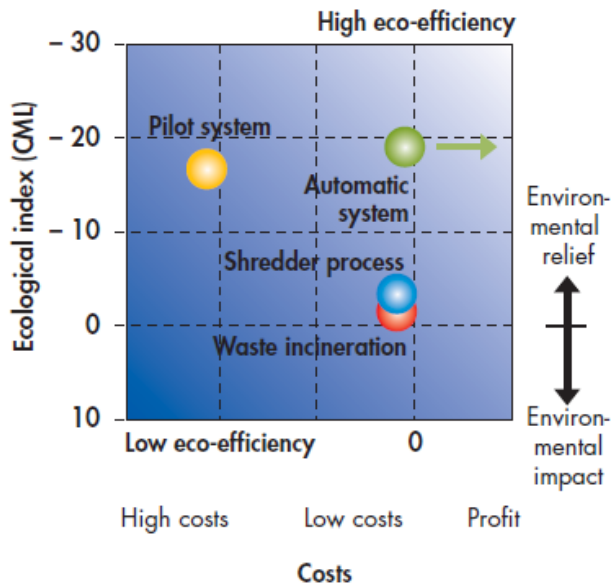 High eco-efficiency
Ecological index (CML)
– 30
– 20
– 10
0
10
Pilot system
Automatic
system
Shredder process
Waste incineration
Environ-
mental
relief
Environ-
mental
impact
Low eco-efficiency
0
High costs
Low costs
Profit
Costs